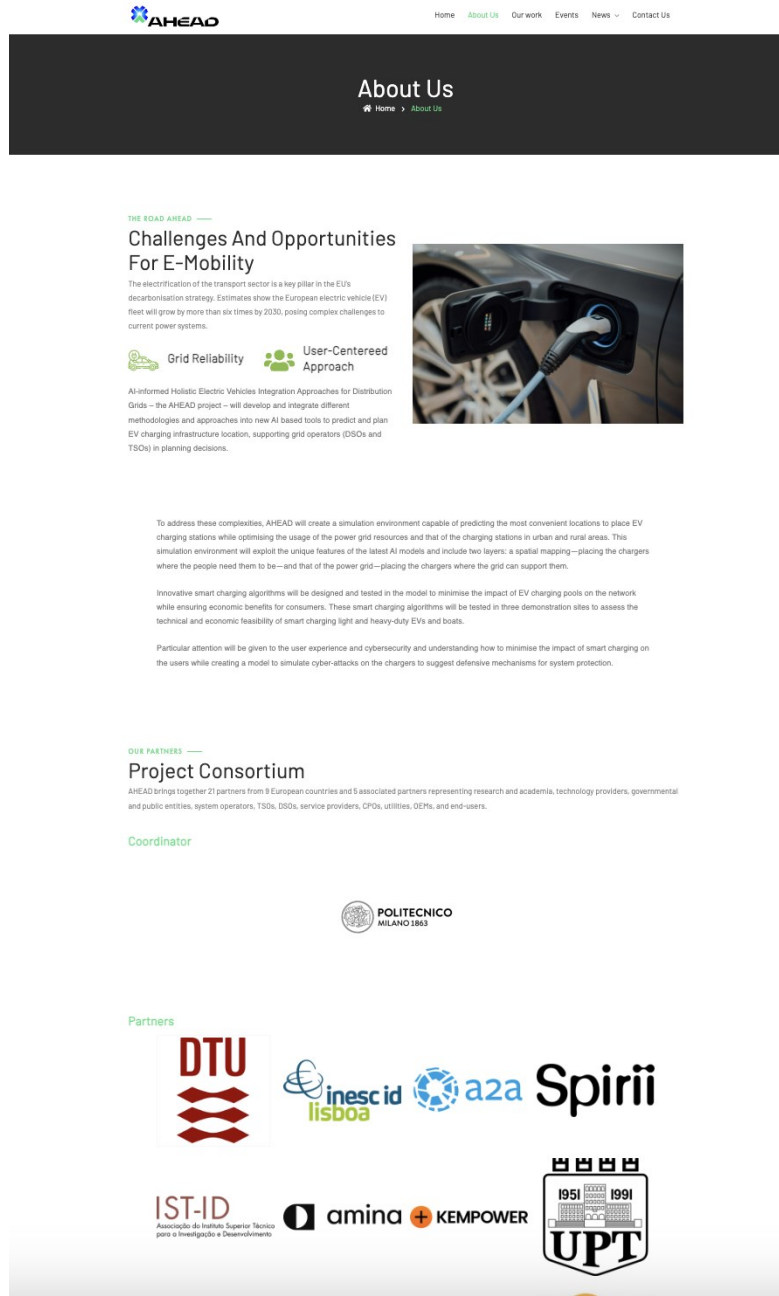 AHEAD
Home About Us Our work Events News Contact Us
About Us
Home > About Us
THE ROAD AHEAD
Challenges And Opportunities
For E-Mobility
The electrification of the transport sector is a key pillar in the EU's
decarbonisation strategy. Estimates show the European electric vehicle (EV)
fleet will grow by more than six times by 2030, posing complex challenges to
current power systems.
Grid Reliability
User-Centereed
Approach
AI-informed Holistic Electric Vehicles Integration Approaches for Distribution
Grids – the AHEAD project – will develop and integrate different
methodologies and approaches into new AI based tools to predict and plan
EV charging infrastructure location, supporting grid operators (DSOs and
TSOs) in planning decisions.
To address these complexities, AHEAD will create a simulation environment capable of predicting the most convenient locations to place EV
charging stations while optimising the usage of the power grid resources and that of the charging stations in urban and rural areas. This
simulation environment will exploit the unique features of the latest AI models and include two layers: a spatial mapping—placing the chargers
where the people need them to be—and that of the power grid—placing the chargers where the grid can support them.
Innovative smart charging algorithms will be designed and tested in the model to minimise the impact of EV charging pools on the network
while ensuring economic benefits for consumers. These smart charging algorithms will be tested in three demonstration sites to assess the
technical and economic feasibility of smart charging light and heavy-duty EVs and boats.
Particular attention will be given to the user experience and cybersecurity and understanding how to minimise the impact of smart charging on
the users while creating a model to simulate cyber-attacks on the chargers to suggest defensive mechanisms for system protection.
OUR PARTNERS
Project Consortium
AHEAD brings together 21 partners from 9 European countries and 5 associated partners representing research and academia, technology providers, governmental
and public entities, system operators, TSOs, DSOs, service providers, CPOs, utilities, OEMs, and end-users.
Coordinator
POLITECNICO
MILANO 1863
Partners
DTU
inesc id
lisboa
a2a
Spirii
IST-ID
Associação do Instituto Superior Técnico
para a Investigação e Desenvolvimento
amina
KEMPOWER
1951 1991
UPT